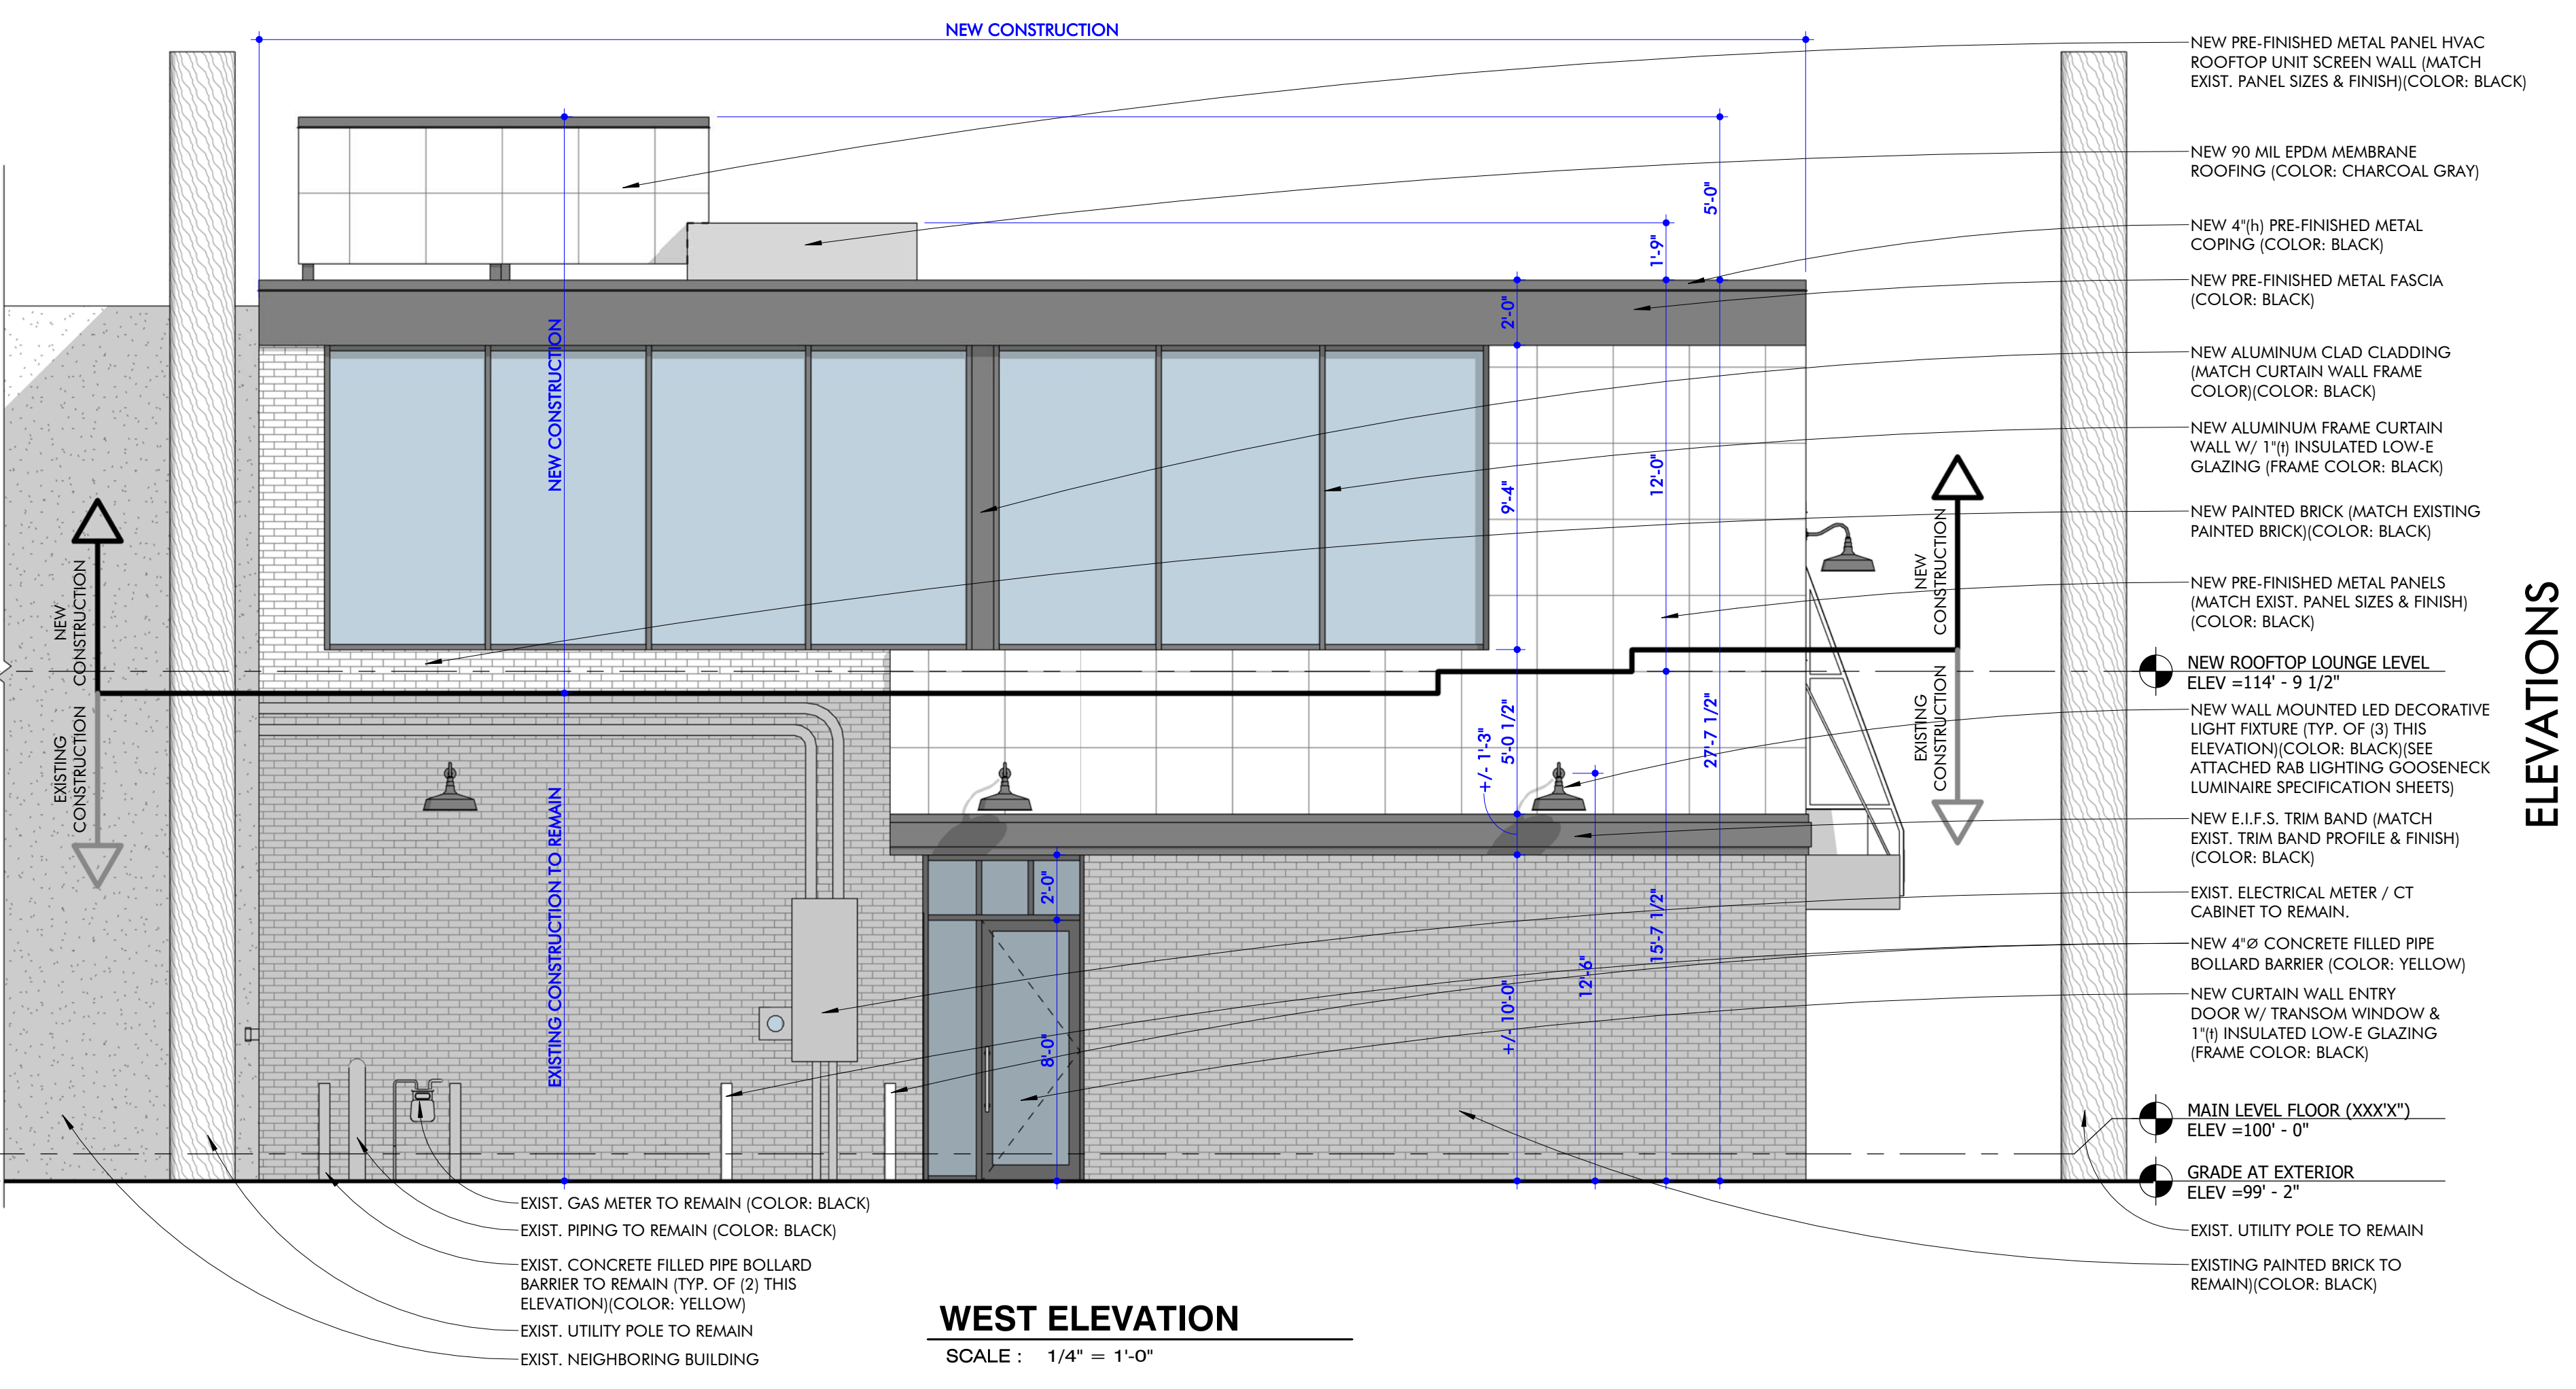 NEW CONSTRUCTION
NEW PRE-FINISHED METAL PANEL HVAC
ROOFTOP UNIT SCREEN WALL (MATCH
EXIST. PANEL SIZES & FINISH)(COLOR: BLACK)
NEW 90 MIL EPDM MEMBRANE
ROOFING (COLOR: CHARCOAL GRAY)
NEW 4"(h) PRE-FINISHED METAL
COPING (COLOR: BLACK)
NEW PRE-FINISHED METAL FASCIA
(COLOR: BLACK)
NEW ALUMINUM CLAD CLADDING
(MATCH CURTAIN WALL FRAME
COLOR)(COLOR: BLACK)
NEW ALUMINUM FRAME CURTAIN
WALL W/ 1"(t) INSULATED LOW-E
GLAZING (FRAME COLOR: BLACK)
NEW PAINTED BRICK (MATCH EXISTING
PAINTED BRICK)(COLOR: BLACK)
NEW PRE-FINISHED METAL PANELS
(MATCH EXIST. PANEL SIZES & FINISH)
(COLOR: BLACK)
NEW ROOFTOP LOUNGE LEVEL
ELEV =114' - 9 1/2"
NEW WALL MOUNTED LED DECORATIVE
LIGHT FIXTURE (TYP. OF (3) THIS
ELEVATION)(COLOR: BLACK)(SEE
ATTACHED RAB LIGHTING GOOSENECK
LUMINAIRE SPECIFICATION SHEETS)
NEW E.I.F.S. TRIM BAND (MATCH
EXIST. TRIM BAND PROFILE & FINISH)
(COLOR: BLACK)
EXIST. ELECTRICAL METER / CT
CABINET TO REMAIN.
NEW 4"Ø CONCRETE FILLED PIPE
BOLLARD BARRIER (COLOR: YELLOW)
NEW CURTAIN WALL ENTRY
DOOR W/ TRANSOM WINDOW &
1"(t) INSULATED LOW-E GLAZING
(FRAME COLOR: BLACK)
MAIN LEVEL FLOOR (XXX'X")
ELEV =100' - 0"
GRADE AT EXTERIOR
ELEV =99' - 2"
EXIST. UTILITY POLE TO REMAIN
EXISTING PAINTED BRICK TO
REMAIN)(COLOR: BLACK)
ELEVATIONS
5'-0"
1'-9"
2'-0"
9'-4"
12'-0"
+/- 1'-3"
5'-0 1/2"
27'-7 1/2"
15'-7 1/2"
12'-6"
+/- 10'-0"
2'-0"
8'-0"
NEW CONSTRUCTION
EXISTING CONSTRUCTION TO REMAIN
NEW
CONSTRUCTION
EXISTING
CONSTRUCTION
NEW
CONSTRUCTION
EXISTING
CONSTRUCTION
EXIST. GAS METER TO REMAIN (COLOR: BLACK)
EXIST. PIPING TO REMAIN (COLOR: BLACK)
EXIST. CONCRETE FILLED PIPE BOLLARD
BARRIER TO REMAIN (TYP. OF (2) THIS
ELEVATION)(COLOR: YELLOW)
EXIST. UTILITY POLE TO REMAIN
EXIST. NEIGHBORING BUILDING
WEST ELEVATION
SCALE : 1/4" = 1'-0"